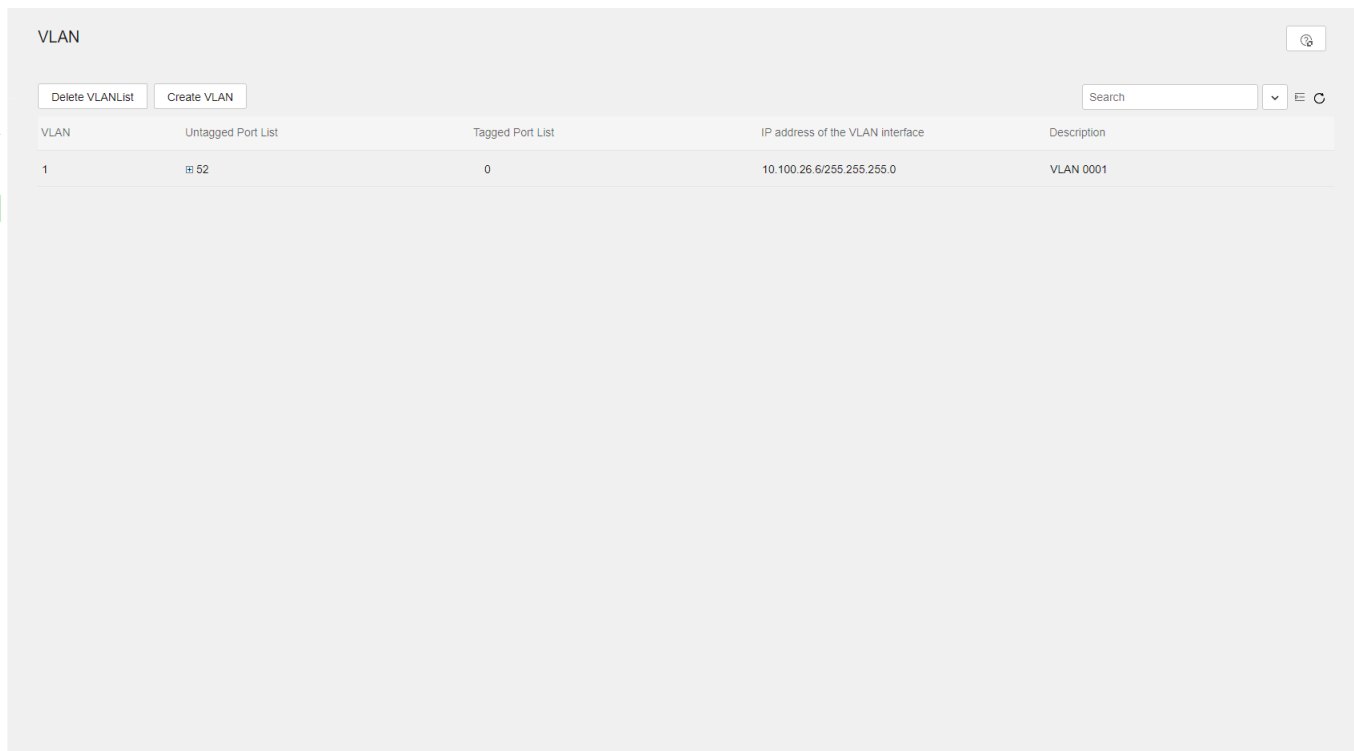 VLAN
Delete VLANList Create VLAN Search
VLAN Untagged Port List Tagged Port List IP address of the VLAN interface Description
1 52 0 10.100.26.6/255.255.255.0 VLAN 0001